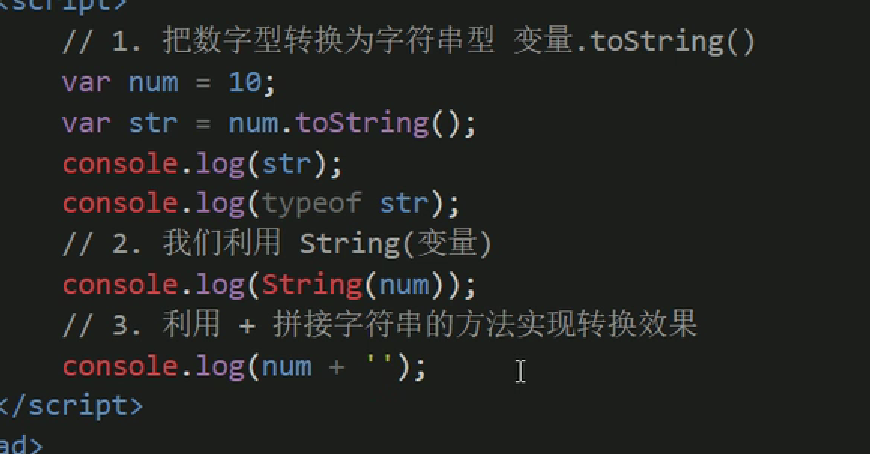 <script>
// 1. 把数字型转换为字符串型 变量.toString()
var num = 10;
var str = num.toString();
console.log(str);
console.log(typeof str);
// 2. 我们利用 String(变量)
console.log(String(num));
// 3. 利用 + 拼接字符串的方法实现转换效果
console.log(num + '');
</script>
ad>